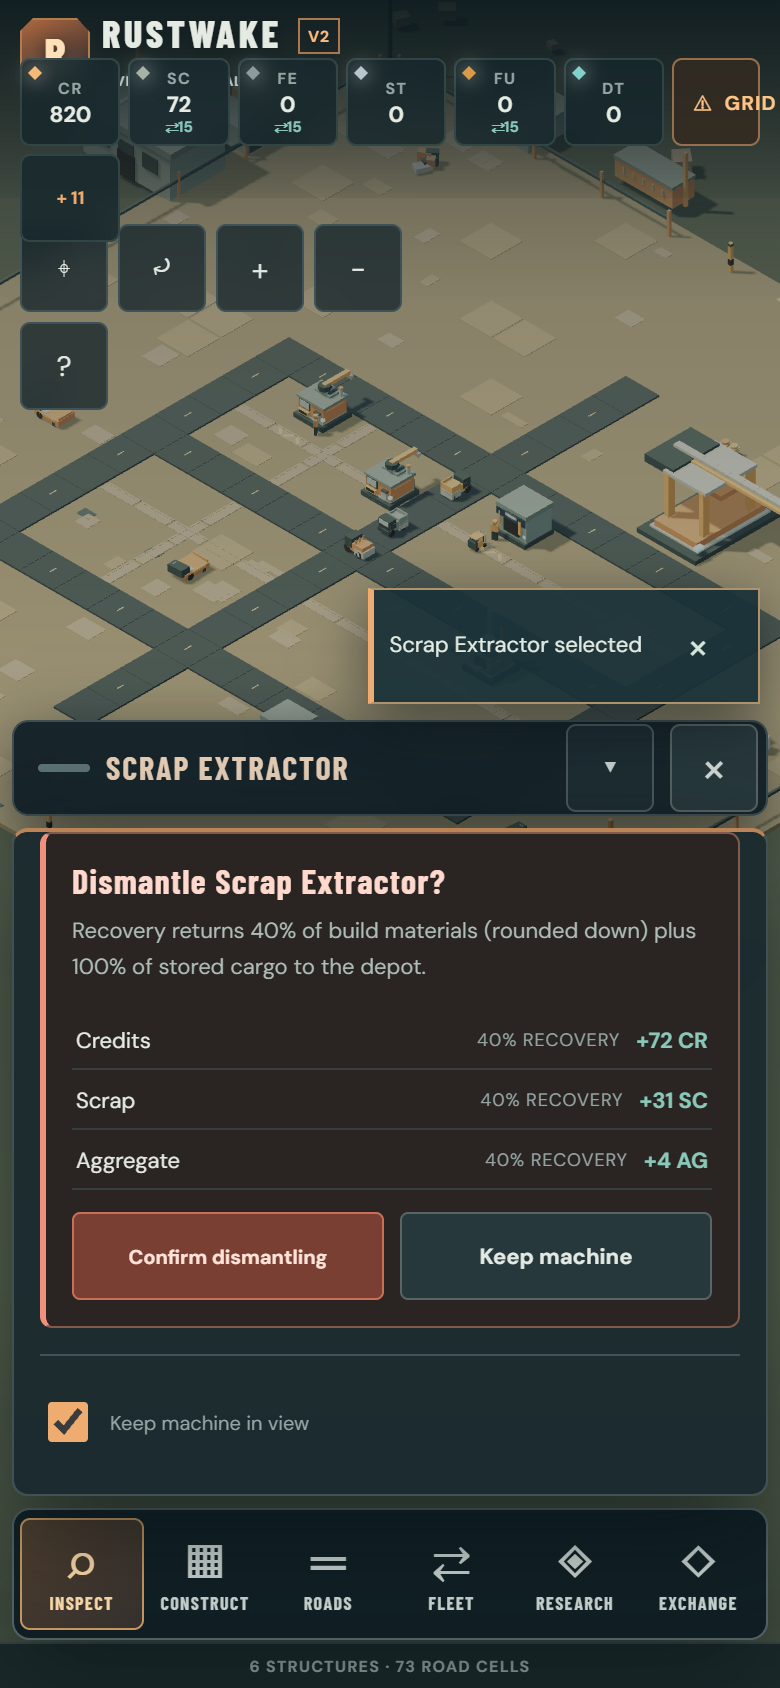 RUSTWAKE V2
R
CR SC FE ST FU DT
820 72 0 0 0 0
⇄15 ⇄15 ⇄15
⚠ GRID
+ 11
+ −
?
Scrap Extractor selected ×
SCRAP EXTRACTOR ▼ ×
Dismantle Scrap Extractor?
Recovery returns 40% of build materials (rounded down) plus
100% of stored cargo to the depot.
Credits 40% RECOVERY +72 CR
Scrap 40% RECOVERY +31 SC
Aggregate 40% RECOVERY +4 AG
Confirm dismantling Keep machine
Keep machine in view
INSPECT CONSTRUCT ROADS FLEET RESEARCH EXCHANGE
6 STRUCTURES · 73 ROAD CELLS